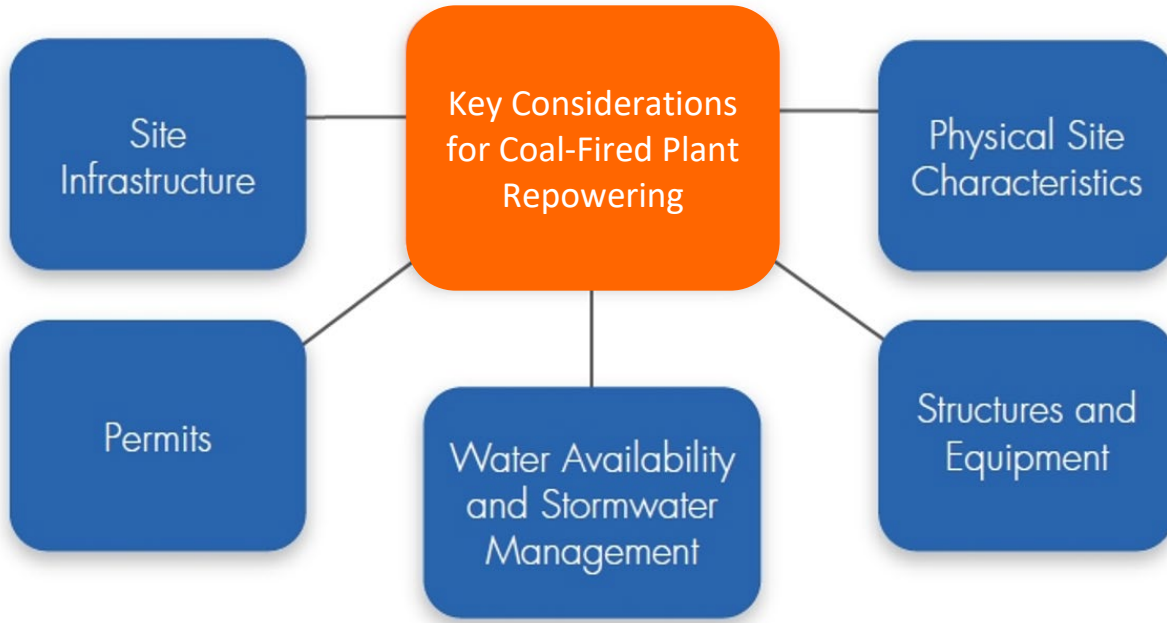 Key Considerations
for Coal-Fired Plant
Repowering
Site
Infrastructure
Physical Site
Characteristics
Permits
Water Availability
and Stormwater
Management
Structures and
Equipment